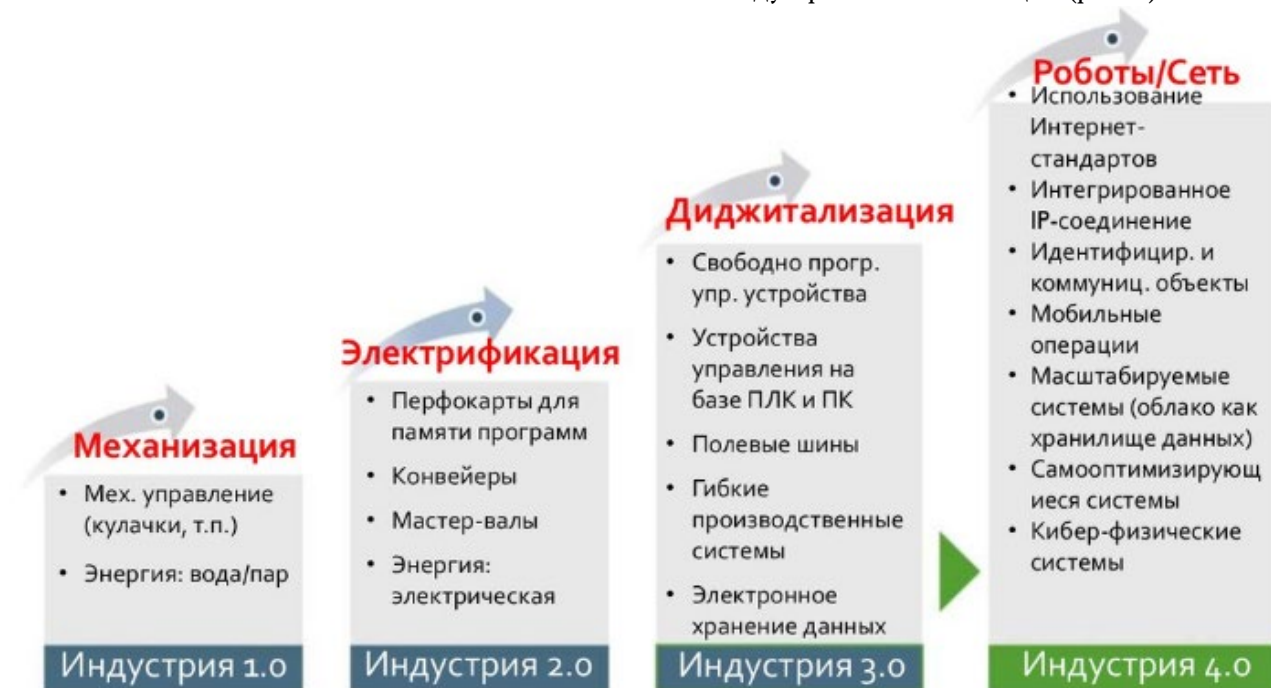 Механизация
• Мех. управление
(кулачки, т.п.)
• Энергия: вода/пар
Индустрия 1.0
Электрификация
• Перфокарты для
памяти программ
• Конвейеры
• Мастер-валы
• Энергия:
электрическая
Индустрия 2.0
Диджитализация
• Свободно прогр.
упр. устройства
• Устройства
управления на
базе ПЛК и ПК
• Полевые шины
• Гибкие
производственные
системы
• Электронное
хранение данных
Индустрия 3.0
Роботы/Сеть
• Использование
Интернет-
стандартов
• Интегрированное
IP-соединение
• Идентифицир. и
коммуниц. объекты
• Мобильные
операции
• Масштабируемые
системы (облако как
хранилище данных)
• Самооптимизирующ
иеся системы
• Кибер-физические
системы
Индустрия 4.0